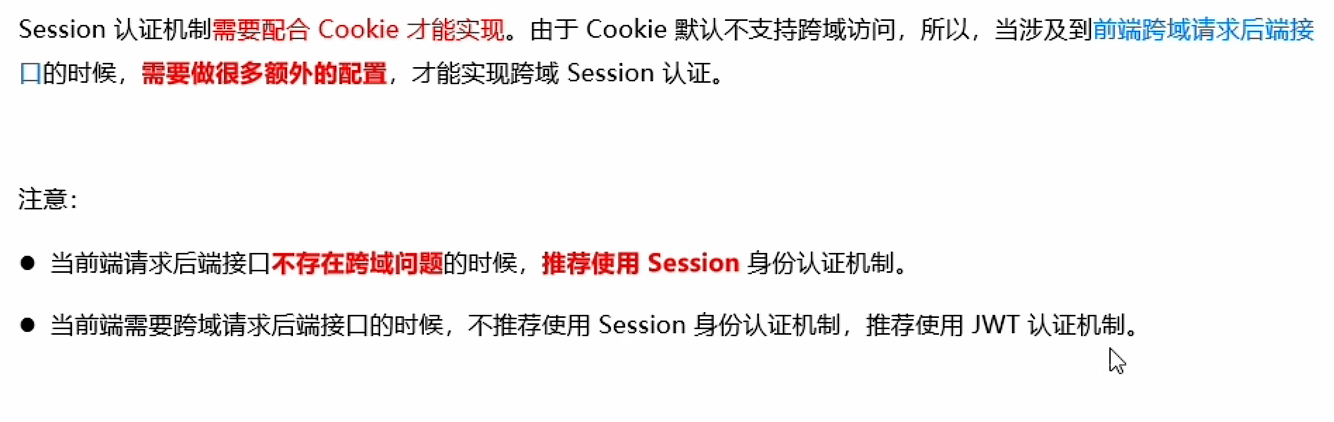 Session 认证机制需要配合 Cookie 才能实现。由于 Cookie 默认不支持跨域访问，所以，当涉及到前端跨域请求后端接
口的时候，需要做很多额外的配置，才能实现跨域 Session 认证。
注意：
● 当前端请求后端接口不存在跨域问题的时候，推荐使用 Session 身份认证机制。
● 当前端需要跨域请求后端接口的时候，不推荐使用 Session 身份认证机制，推荐使用 JWT 认证机制。